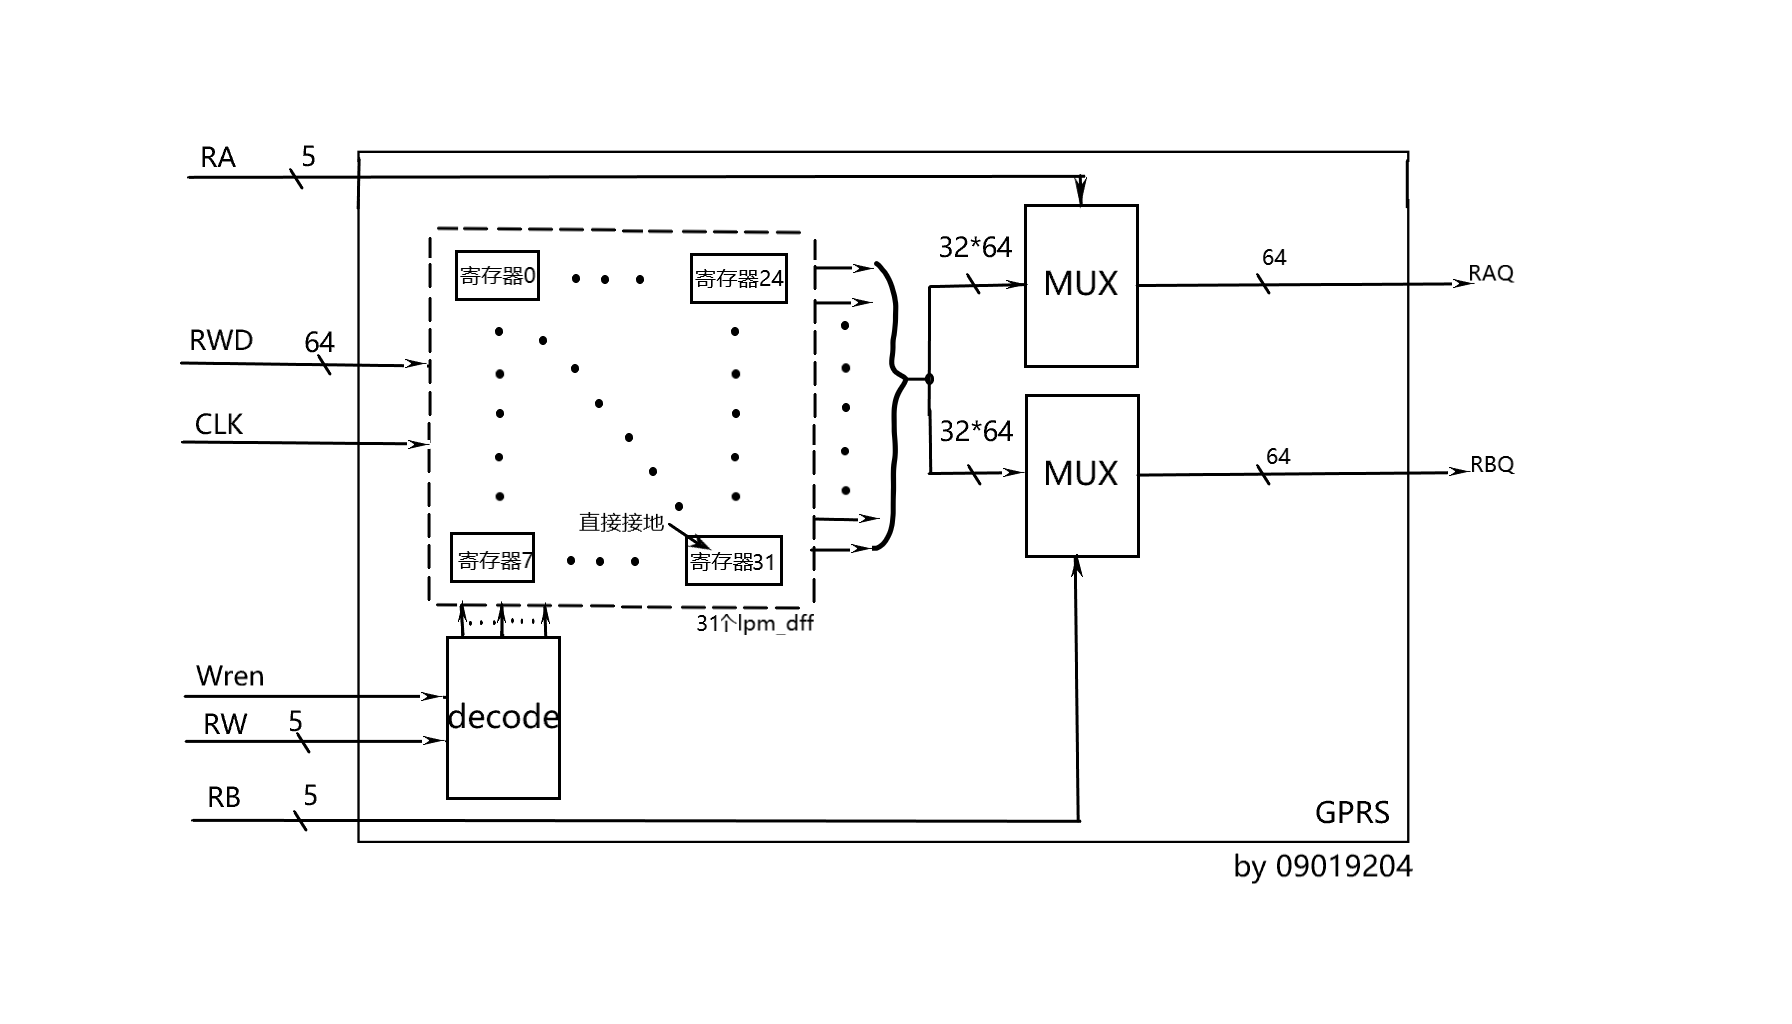 RA
5
RWD
64
CLK
寄存器0
寄存器24
直接接地
寄存器7
寄存器31
31个lpm_dff
Wren
RW
5
decode
RB
5
32*64
MUX
64
RAQ
32*64
MUX
64
RBQ
GPRS
by 09019204